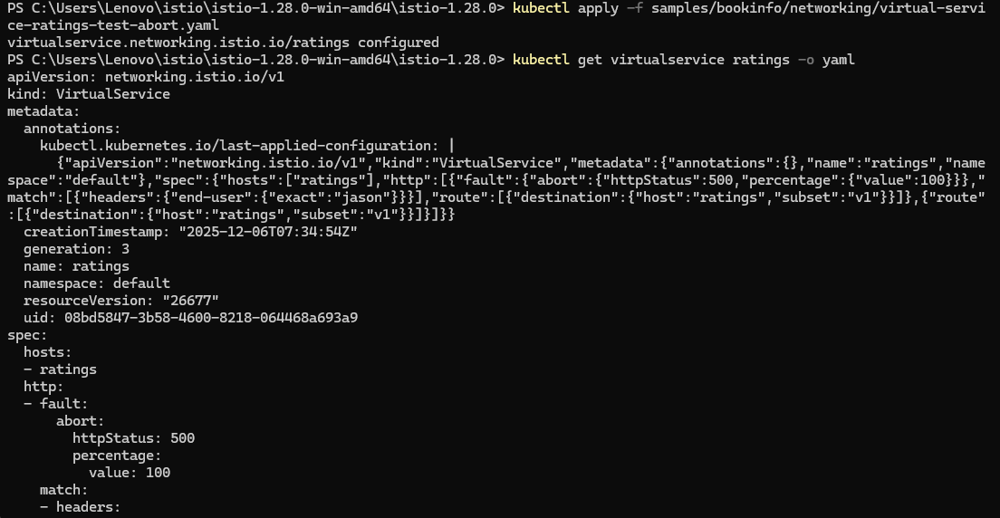 PS C:\Users\Lenovo\istio\istio-1.28.0-win-amd64\istio-1.28.0> kubectl apply -f samples/bookinfo/networking/virtual-servi
ce-ratings-test-abort.yaml
virtualservice.networking.istio.io/ratings configured
PS C:\Users\Lenovo\istio\istio-1.28.0-win-amd64\istio-1.28.0> kubectl get virtualservice ratings -o yaml
apiVersion: networking.istio.io/v1
kind: VirtualService
metadata:
  annotations:
    kubectl.kubernetes.io/last-applied-configuration: |
      {"apiVersion":"networking.istio.io/v1","kind":"VirtualService","metadata":{"annotations":{},"name":"ratings","name
space":"default"},"spec":{"hosts":["ratings"],"http":[{"fault":{"abort":{"httpStatus":500,"percentage":{"value":100}}},"
match":[{"headers":{"end-user":{"exact":"jason"}}}],"route":[{"destination":{"host":"ratings","subset":"v1"}}]},{"route"
:[{"destination":{"host":"ratings","subset":"v1"}}]}]}}
  creationTimestamp: "2025-12-06T07:34:54Z"
  generation: 3
  name: ratings
  namespace: default
  resourceVersion: "26677"
  uid: 08bd5847-3b58-4600-8218-064468a693a9
spec:
  hosts:
  - ratings
  http:
  - fault:
      abort:
        httpStatus: 500
        percentage:
          value: 100
    match:
    - headers: